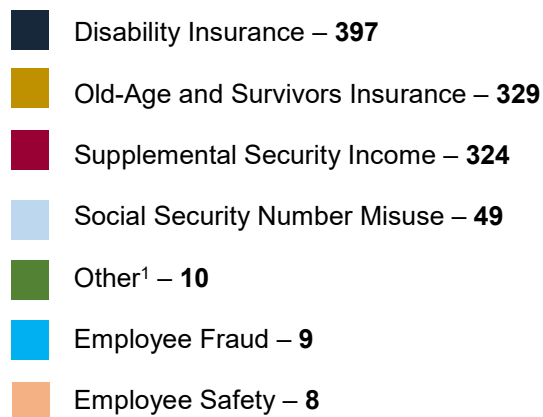 Disability Insurance – 397
Old-Age and Survivors Insurance – 329
Supplemental Security Income – 324
Social Security Number Misuse – 49
Other¹ – 10
Employee Fraud – 9
Employee Safety – 8